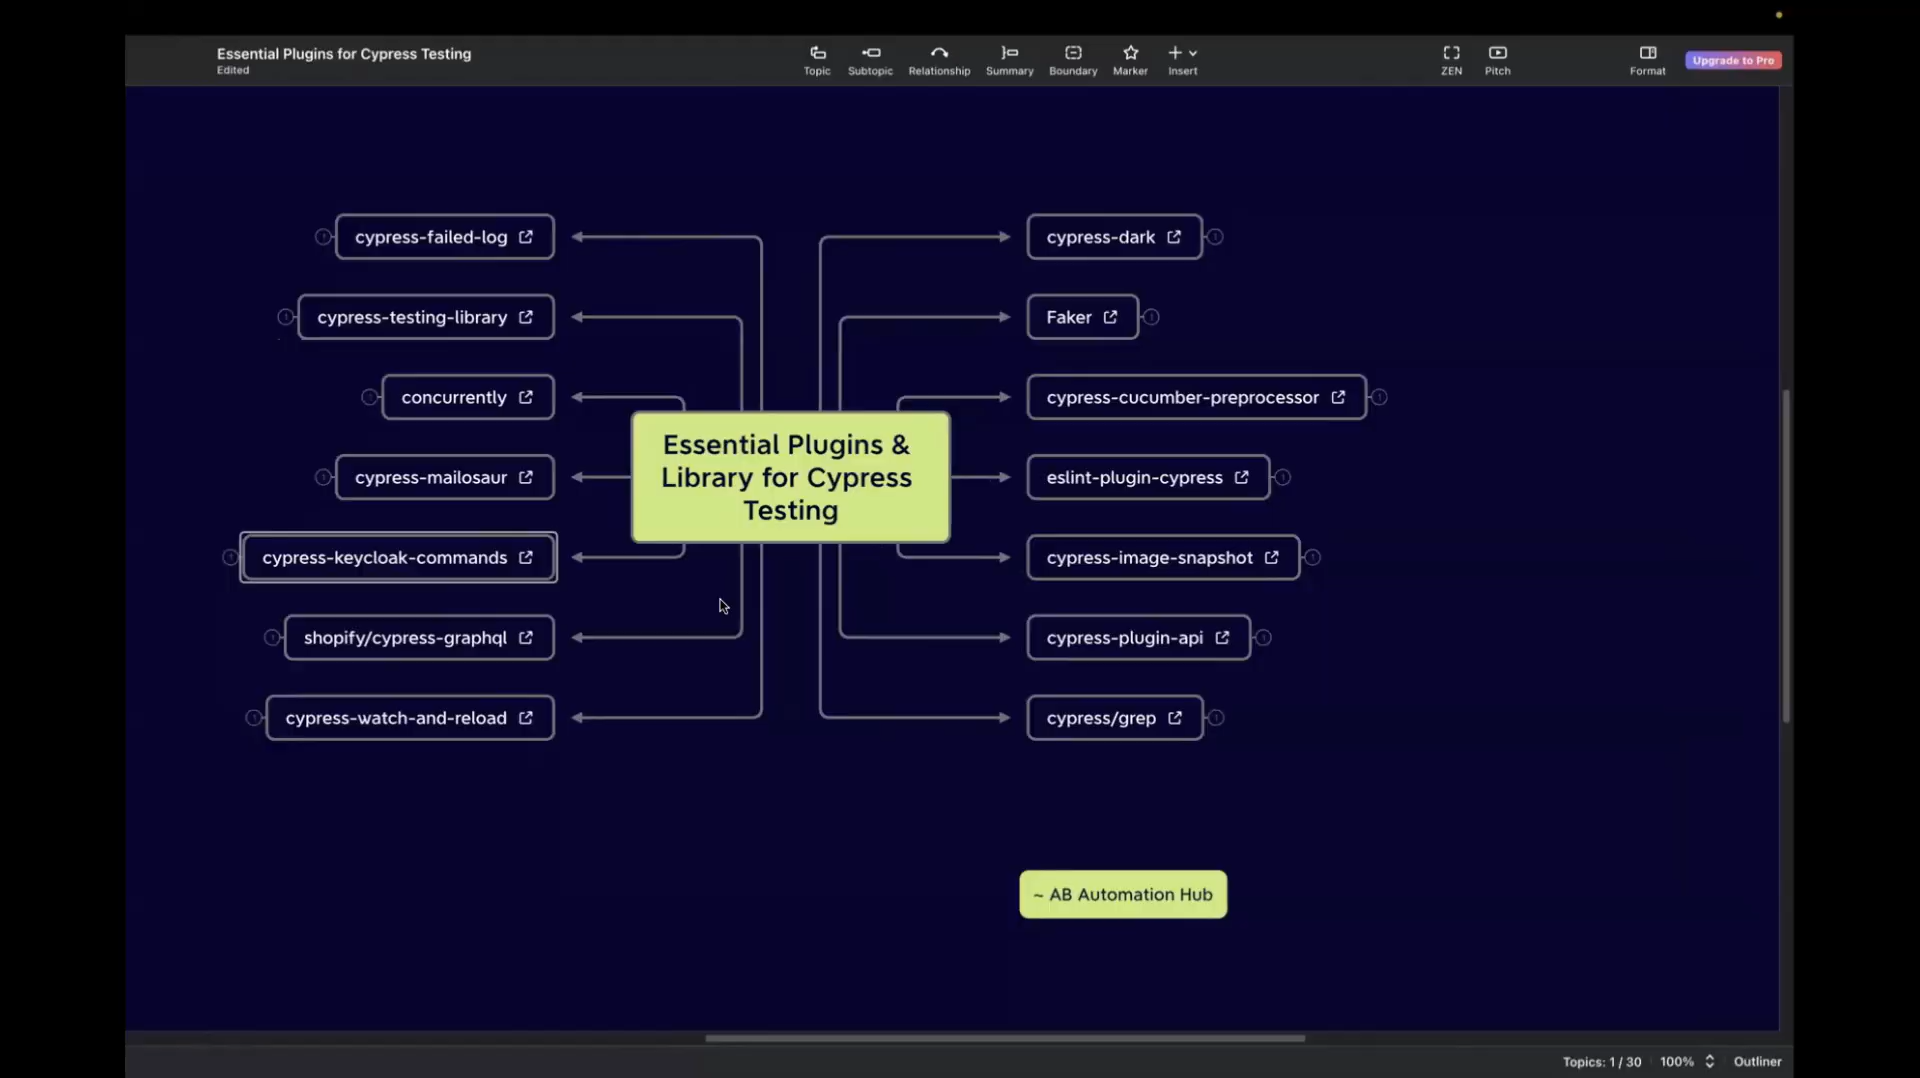 Essential Plugins for Cypress Testing
Edited
Topic
Subtopic
Relationship
Summary
Boundary
Marker
Insert
ZEN
Pitch
Format
Upgrade to Pro
cypress-failed-log
cypress-testing-library
concurrently
cypress-mailosaur
cypress-keycloak-commands
shopify/cypress-graphql
cypress-watch-and-reload
Essential Plugins &
Library for Cypress
Testing
cypress-dark
Faker
cypress-cucumber-preprocessor
eslint-plugin-cypress
cypress-image-snapshot
cypress-plugin-api
cypress/grep
~ AB Automation Hub
Topics: 1 / 30
100%
Outliner